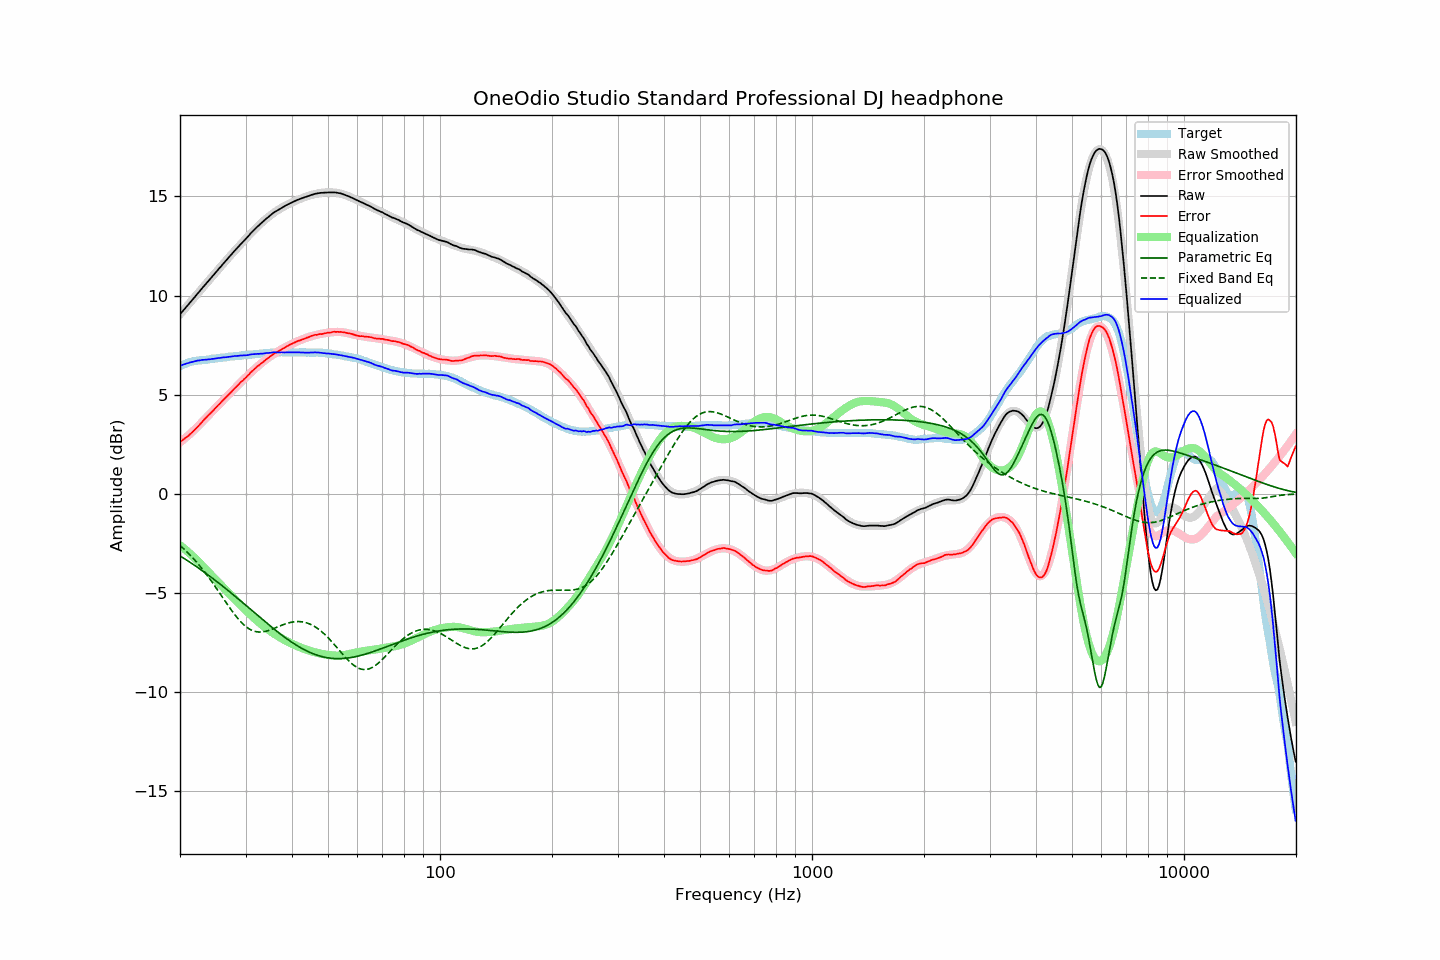 OneOdio Studio Standard Professional DJ headphone
Target
Raw Smoothed
Error Smoothed
Raw
Error
Equalization
Parametric Eq
Fixed Band Eq
Equalized
Amplitude (dBr)
15
10
5
0
−5
−10
−15
100
1000
10000
Frequency (Hz)